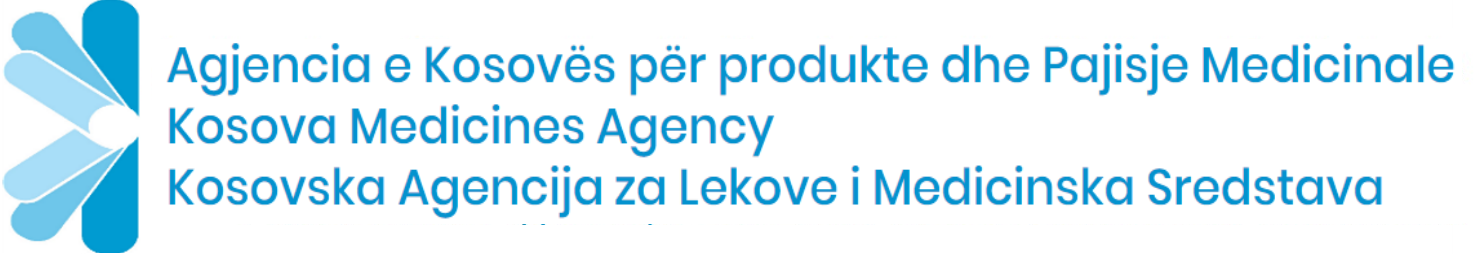 Agjencia e Kosovës për produkte dhe Pajisje Medicinale
Kosova Medicines Agency
Kosovska Agencija za Lekove i Medicinska Sredstava